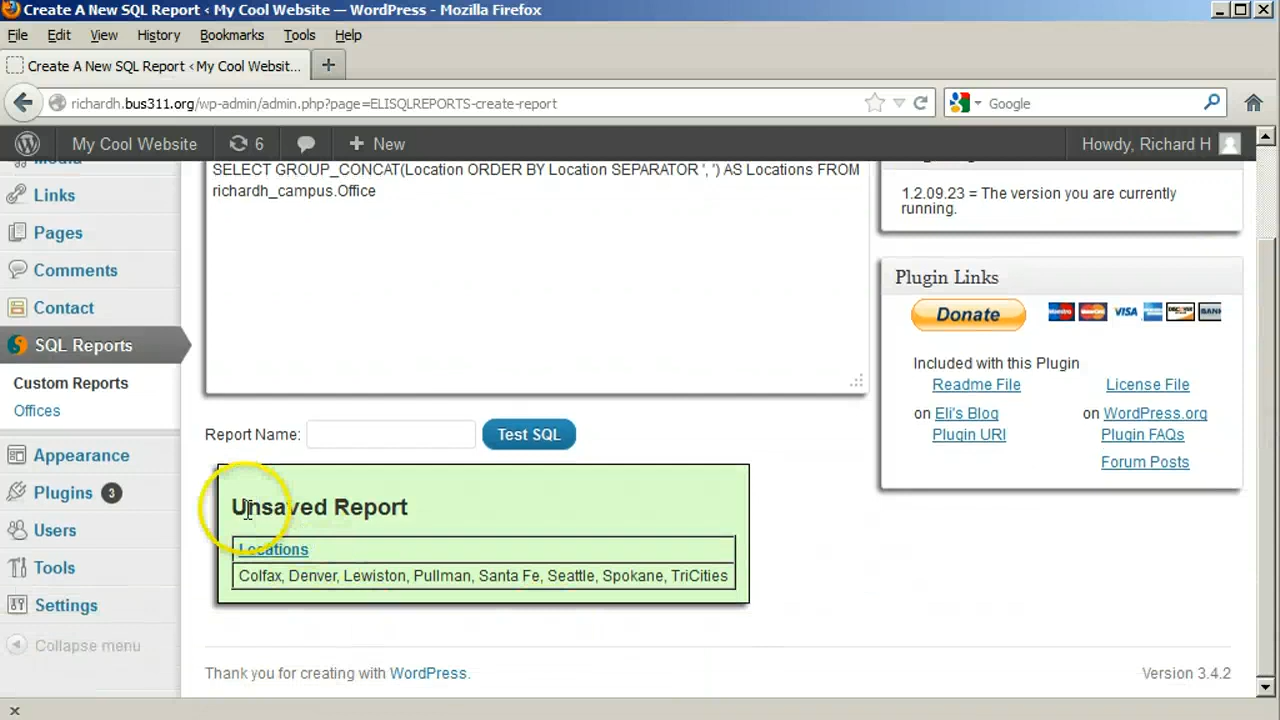 Create A New SQL Report ‹ My Cool Website — WordPress - Mozilla Firefox
File Edit View History Bookmarks Tools Help
Create A New SQL Report ‹ My Cool Websit...
richardh.bus311.org/wp-admin/admin.php?page=ELISQLREPORTS-create-report
Google
My Cool Website 6 New Howdy, Richard H
Media
Links
Pages
Comments
Contact
SQL Reports
Custom Reports
Offices
Appearance
Plugins 3
Users
Tools
Settings
Collapse menu
SELECT GROUP_CONCAT(Location ORDER BY Location SEPARATOR ', ') AS Locations FROM
richardh_campus.Office
Report Name: Test SQL
Unsaved Report
Locations
Colfax, Denver, Lewiston, Pullman, Santa Fe, Seattle, Spokane, TriCities
1.2.09.23 = The version you are currently
running.
Plugin Links
Donate VISA
Included with this Plugin
Readme File License File
on Eli's Blog on WordPress.org
Plugin URI Plugin FAQs
Forum Posts
Thank you for creating with WordPress. Version 3.4.2